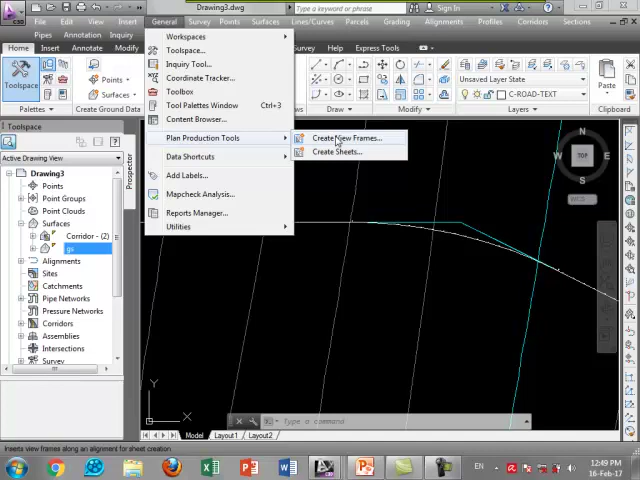 Drawing3.dwg
Type a keyword or phrase
Sign In
Edit View Insert General Survey Points Surfaces Lines/Curves Parcels Alignments Profiles Corridors Sections
Pipes Annotation Inquiry
Home Insert Annotate Survey Express Tools
Toolspace
Points
Surfaces
Palettes
Create Ground Data
Draw
Modify
Unsaved Layer State
C-ROAD-TEXT
Layers
Paste
Clipboard
Workspaces
Toolspace...
Inquiry Tool...
Coordinate Tracker...
Toolbox
Tool Palettes Window Ctrl+3
Content Browser...
Plan Production Tools
Data Shortcuts
Add Labels...
Mapcheck Analysis...
Reports Manager...
Utilities
Create View Frames...
Create Sheets...
Toolspace
Active Drawing View
Prospector
Drawing3
Points
Point Groups
Point Clouds
Surfaces
Corridor - (2)
gs
Alignments
Sites
Catchments
Pipe Networks
Corridors
Assemblies
Intersections
Survey
N
W TOP E
S
Y
X
Type a command
Model Layout1 Layout2
Inserts view frames along an alignment for sheet creation
EN
12:49 PM
16-Feb-17